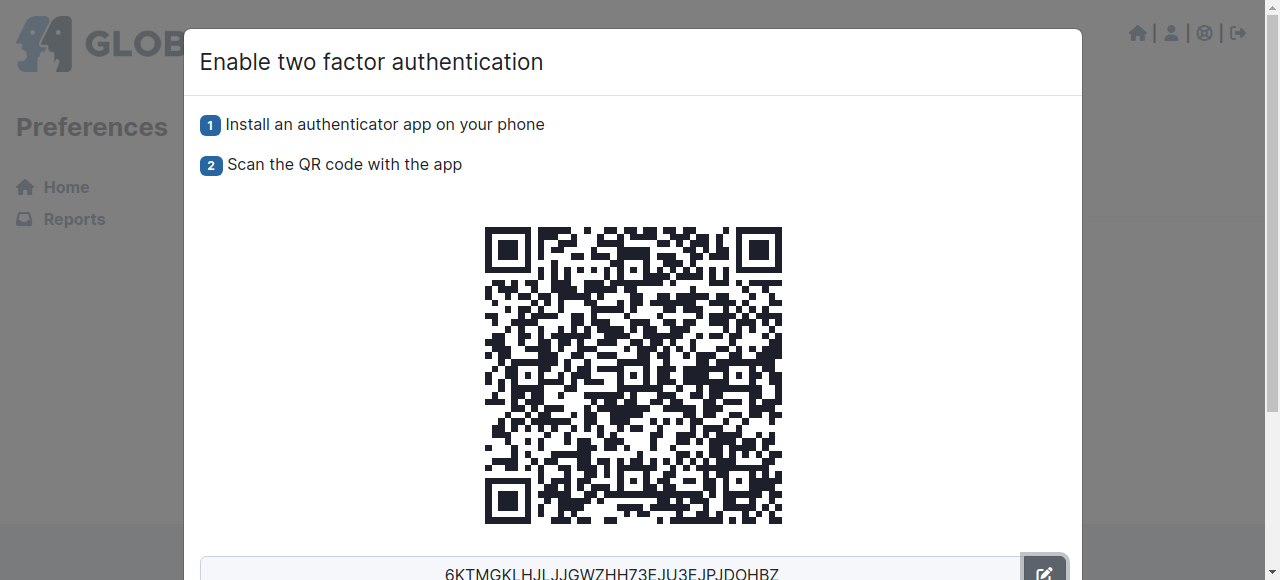 GLOB
Enable two factor authentication
1 Install an authenticator app on your phone
2 Scan the QR code with the app
Preferences
Home
Reports
6KTMGKLHJLJJGWZHH73EJU3EJPJDOHBZ